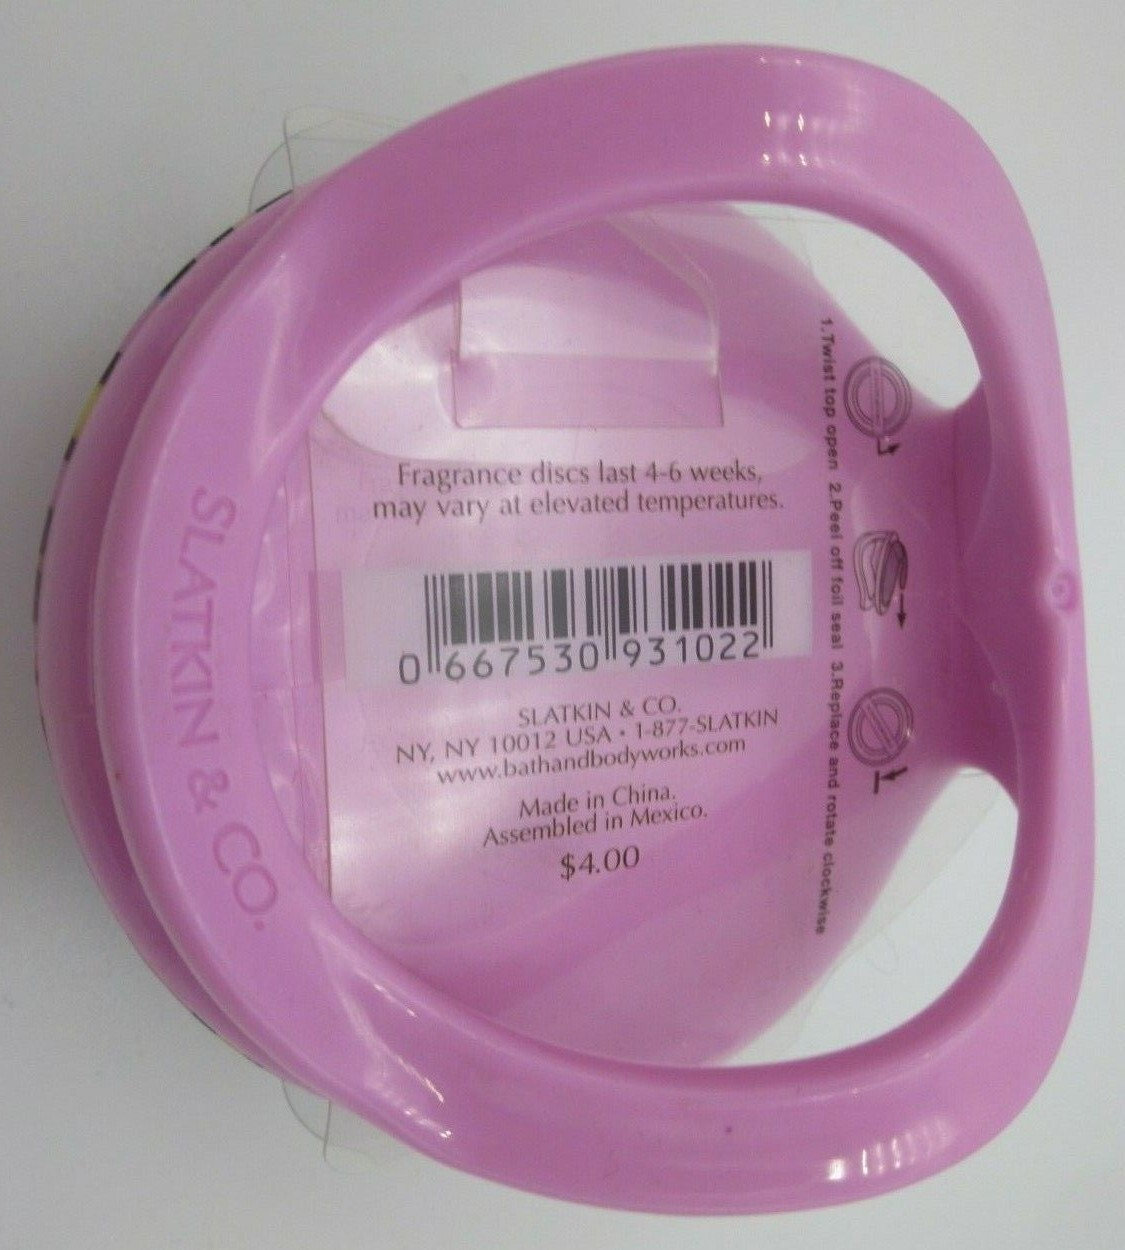 Fragrance discs last 4-6 weeks,
may vary at elevated temperatures.
0 667530 931022
SLATKIN & CO.
NY, NY 10012 USA • 1-877-SLATKIN
www.bathandbodyworks.com
Made in China.
Assembled in Mexico.
$4.00
1.Twist top open 2.Peel off foil seal 3.Replace and rotate clockwise
SLATKIN & CO.